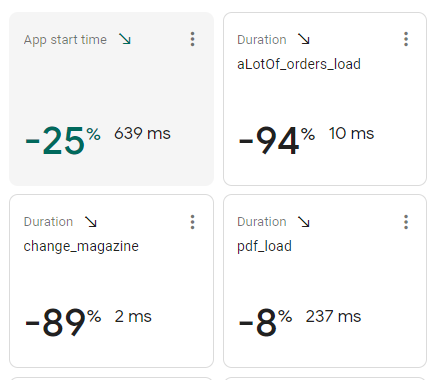 App start time
-25% 639 ms
Duration
aLotOf_orders_load
-94% 10 ms
Duration
change_magazine
-89% 2 ms
Duration
pdf_load
-8% 237 ms